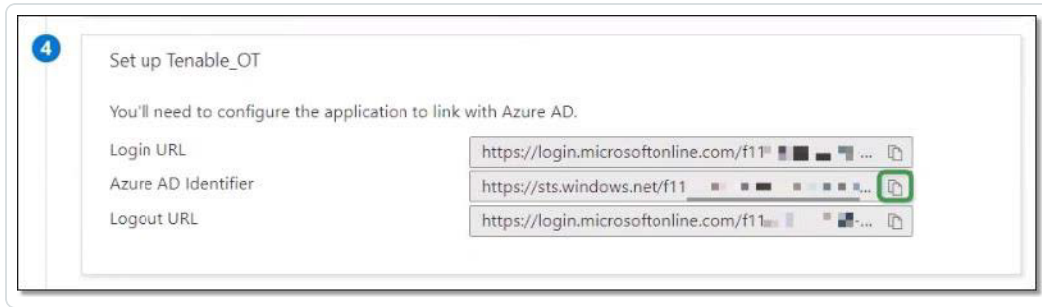 4
Set up Tenable_OT
You'll need to configure the application to link with Azure AD.
Login URL https://login.microsoftonline.com/f11 ...
Azure AD Identifier https://sts.windows.net/f11 ...
Logout URL https://login.microsoftonline.com/f11 ...